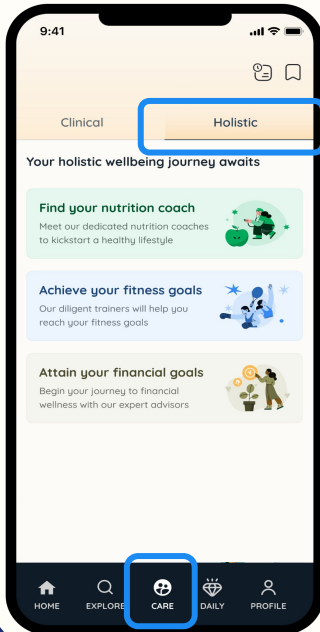 9:41
Clinical
Holistic
Your holistic wellbeing journey awaits
Find your nutrition coach
Meet our dedicated nutrition coaches
to kickstart a healthy lifestyle
Achieve your fitness goals
Our diligent trainers will help you
reach your fitness goals
Attain your financial goals
Begin your journey to financial
wellness with our expert advisors
HOME
EXPLORE
CARE
DAILY
PROFILE